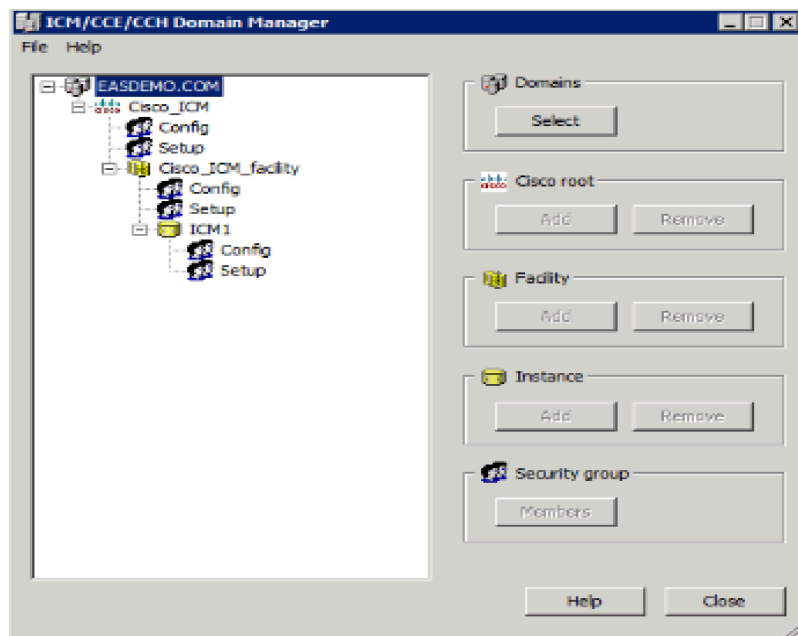 ICM/CCE/CCH Domain Manager
File Help
EASDEMO.COM
Cisco_ICM
Config
Setup
Cisco_ICM_facility
Config
Setup
ICM1
Config
Setup
Domains
Select
Cisco root
Add Remove
Facility
Add Remove
Instance
Add Remove
Security group
Members
Help Close